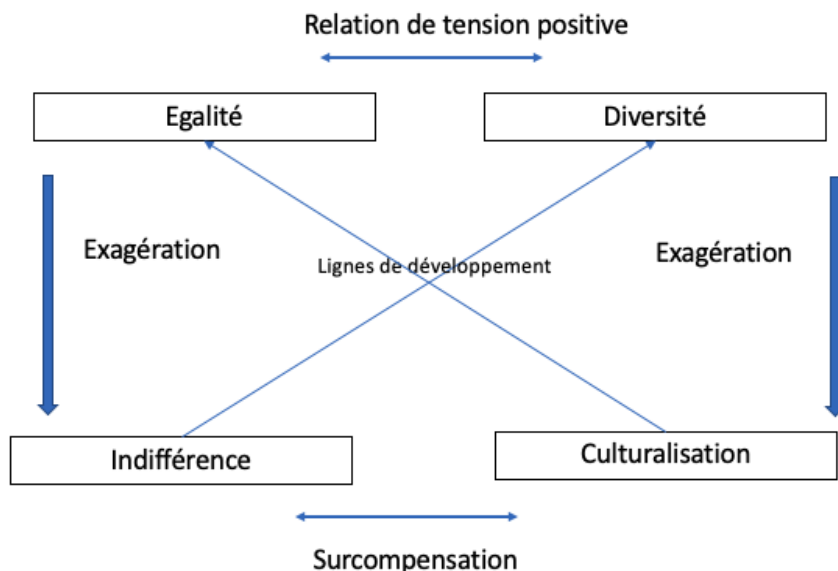 Relation de tension positive
Egalité
Diversité
Exagération
Exagération
Lignes de développement
Indifférence
Culturalisation
Surcompensation